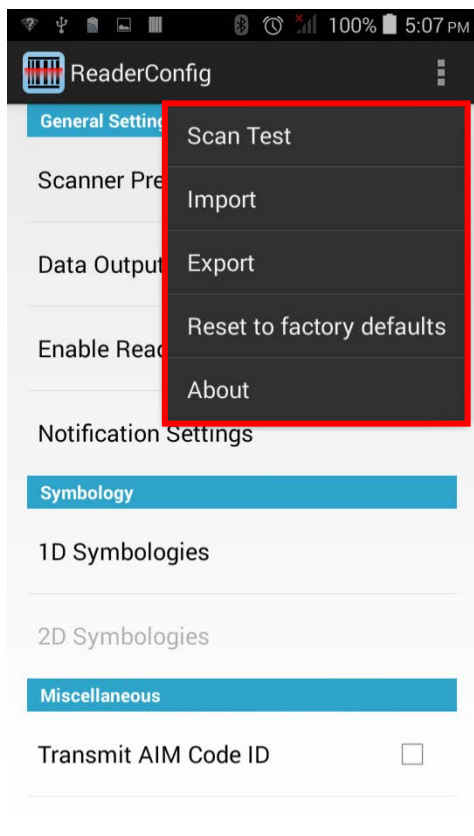 100% 5:07 PM
ReaderConfig
General Setting
Scan Test
Scanner Pre
Import
Data Output
Export
Enable Read
Reset to factory defaults
About
Notification Settings
Symbology
1D Symbologies
2D Symbologies
Miscellaneous
Transmit AIM Code ID